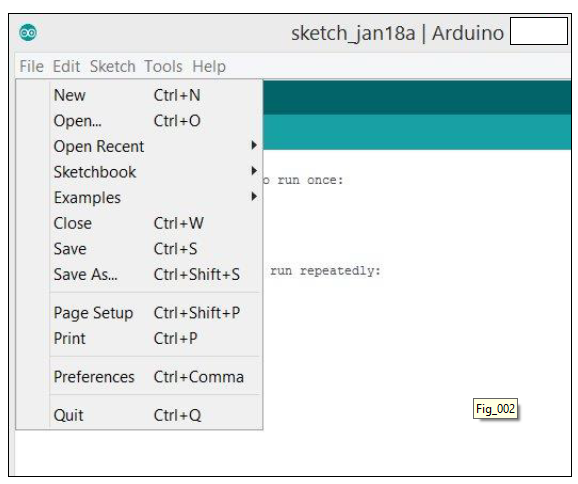 sketch_jan18a | Arduino
File Edit Sketch Tools Help
New Ctrl+N
Open... Ctrl+O
Open Recent
Sketchbook
Examples
Close Ctrl+W
Save Ctrl+S
Save As... Ctrl+Shift+S
Page Setup Ctrl+Shift+P
Print Ctrl+P
Preferences Ctrl+Comma
Quit Ctrl+Q
o run once:
run repeatedly:
Fig_002